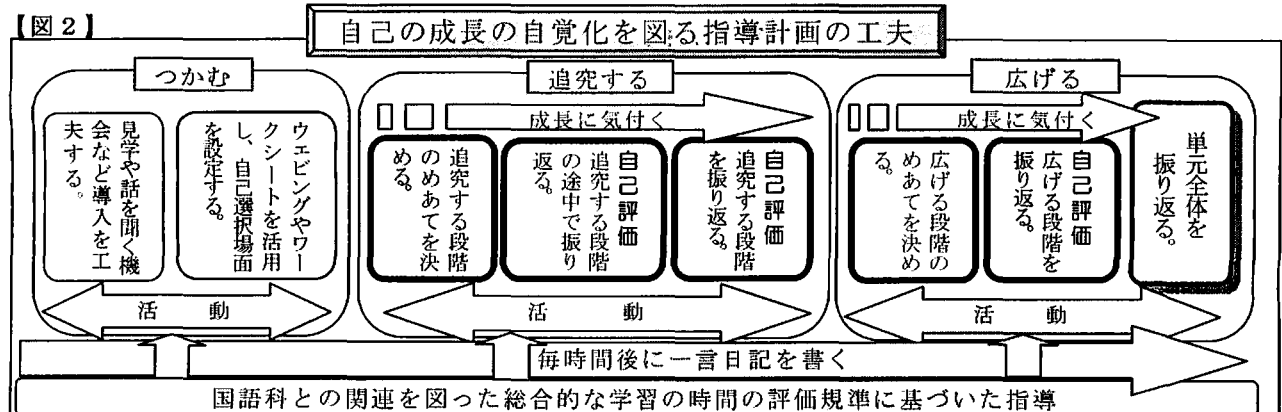 【図2】
自己の成長の自覚化を図る指導計画の工夫
つかむ
見学や話を聞く機
会など導入を工
夫する。
ウェビングやワー
クシートを活用
し、自己選択場面
を設定する。
活　動
追究する
成長に気付く
追究する段階
のめあてを決
める。
自己評価
追究する段階
の途中で振り
返る。
自己評価
追究する段階
を振り返る。
活　動
広げる
成長に気付く
広げる段階の
めあてを決め
る。
自己評価
広げる段階を
振り返る。
単元全体を
振り返る。
活　動
毎時間後に一言日記を書く
国語科との関連を図った総合的な学習の時間の評価規準に基づいた指導